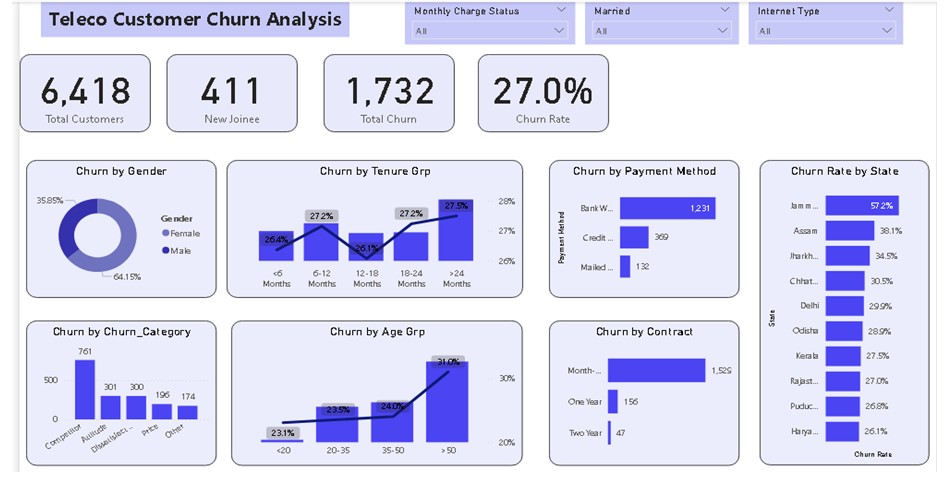 Teleco Customer Churn Analysis
Monthly Charge Status
All
Married
All
Internet Type
All
6,418
Total Customers
411
New Joinee
1,732
Total Churn
27.0%
Churn Rate
Churn by Gender
35.85%
64.15%
Gender
Female
Male
Churn by Tenure Grp
26.4%
27.2%
26.1%
27.2%
27.5%
28%
27%
26%
<6
Months
6-12
Months
12-18
Months
18-24
Months
>24
Months
Churn by Payment Method
Payment Method
Bank W...
1,231
Credit ...
369
Mailed ...
132
Churn Rate by State
State
Jamm...
57.2%
Assam
38.1%
Jharkh...
34.5%
Chhat...
30.5%
Delhi
29.9%
Odisha
28.9%
Kerala
27.5%
Rajast...
27.0%
Puduc...
26.8%
Harya...
26.1%
Churn Rate
Churn by Churn_Category
500
0
761
301
300
196
174
Competitor
Attitude
Dissatisfacti...
Price
Other
Churn by Age Grp
23.1%
23.5%
24.0%
31.0%
30%
20%
<20
20-35
35-50
>50
Churn by Contract
Month-...
1,529
One Year
156
Two Year
47